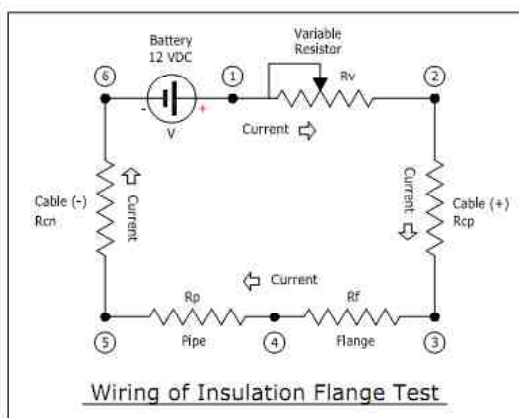 Battery
12 VDC
Variable
Resistor
6
1
2
Rv
-
+
V
Current
Cable (-)
Rcn
Current
Current
Cable (+)
Rcp
Current
Rp
Rf
5
Pipe
4
Flange
3
Wiring of Insulation Flange Test